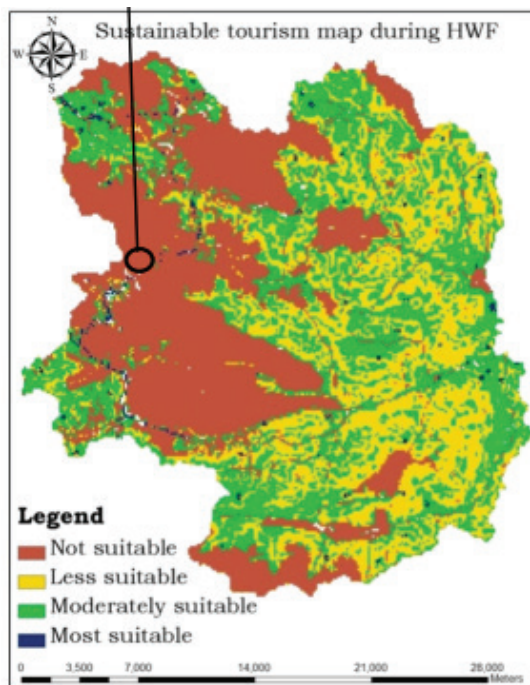 Sustainable tourism map during HWF
N
W E
S
Legend
Not suitable
Less suitable
Moderately suitable
Most suitable
0 3,500 7,000 14,000 21,000 28,000
Meters